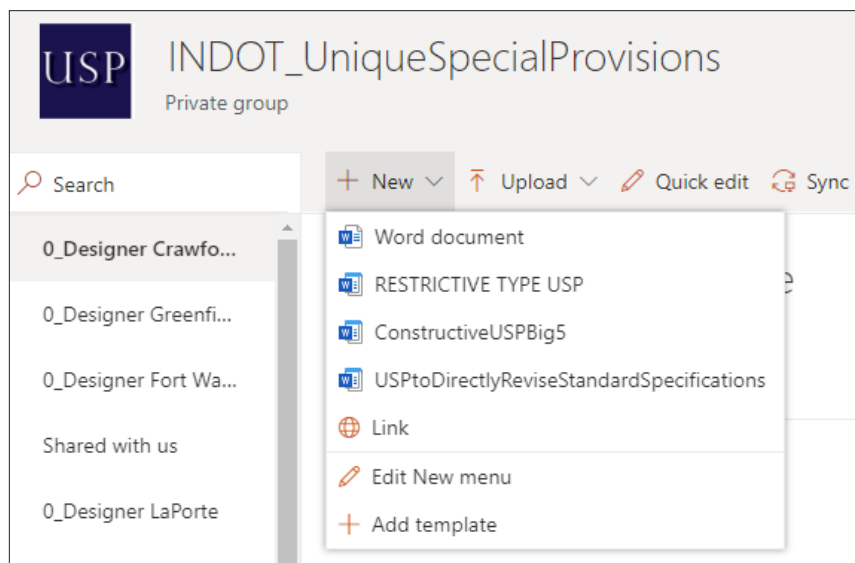 USP
INDOT_UniqueSpecialProvisions
Private group
Search
New
Upload
Quick edit
Sync
0_Designer Crawfo...
0_Designer Greenfi...
0_Designer Fort Wa...
Shared with us
0_Designer LaPorte
Word document
RESTRICTIVE TYPE USP
ConstructiveUSPBig5
USPtoDirectlyReviseStandardSpecifications
Link
Edit New menu
Add template
e